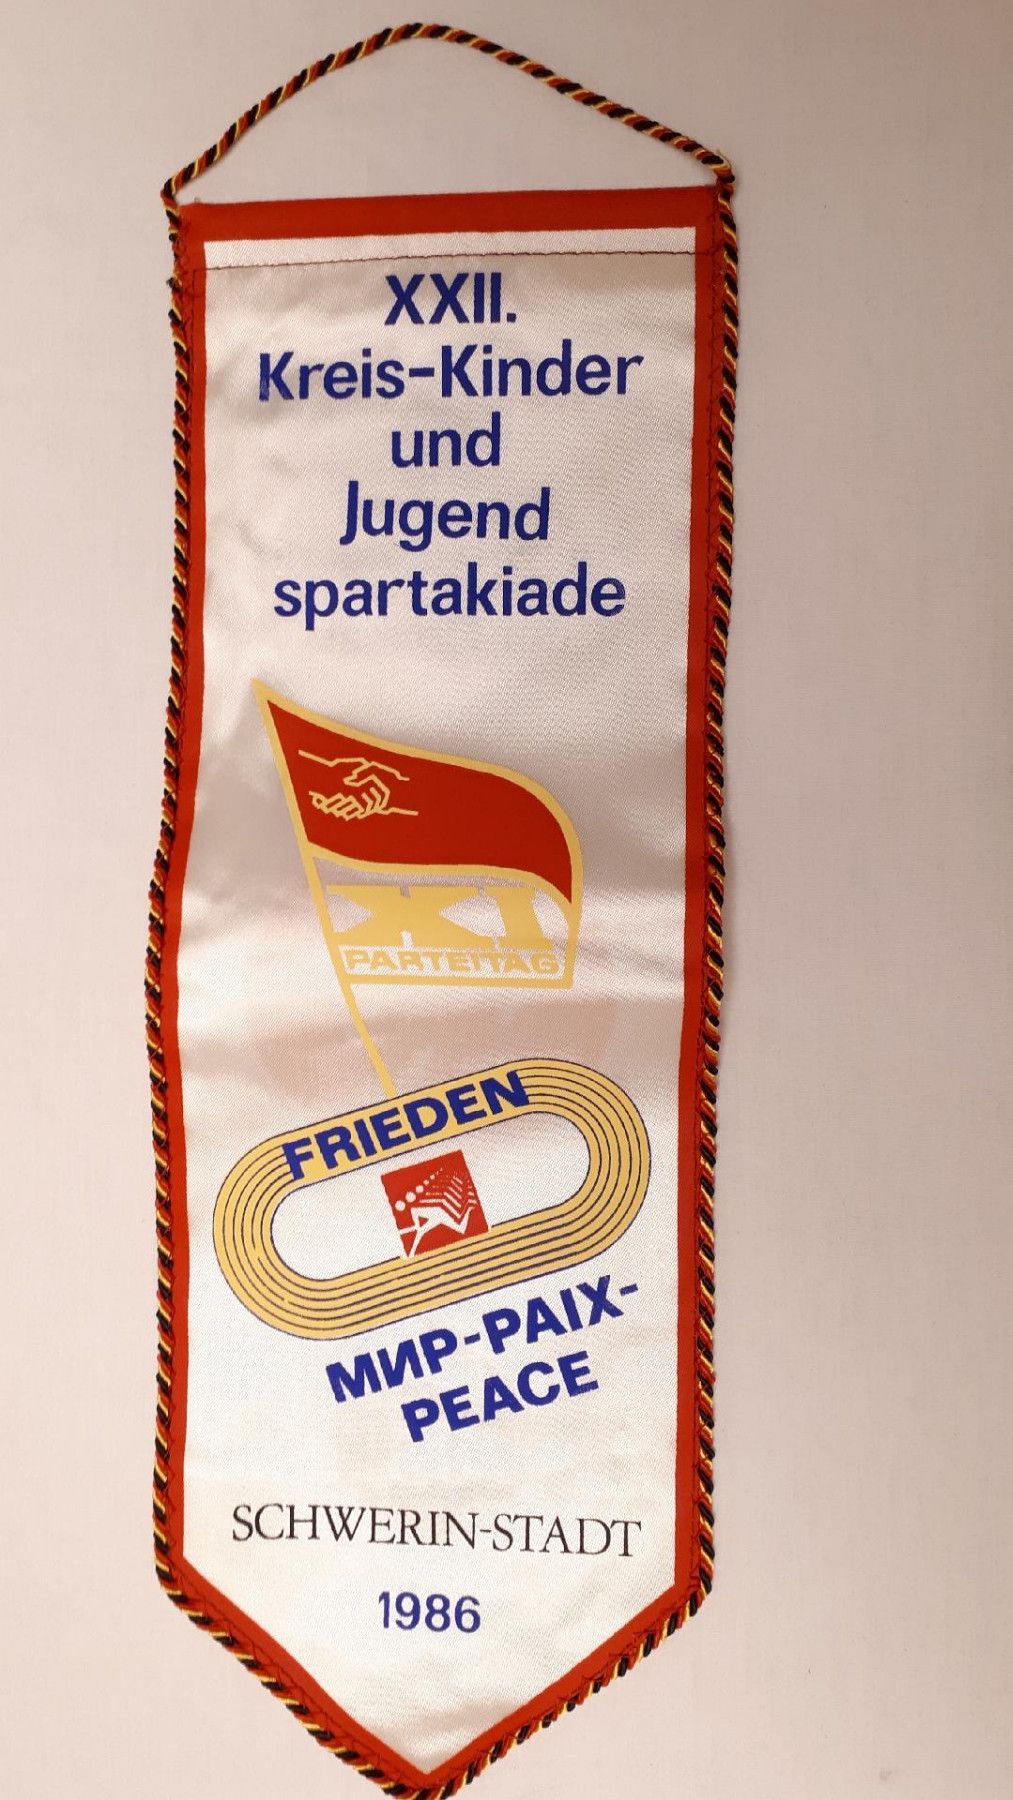 XXII.
Kreis-Kinder
und
Jugend
spartakiade
XI
PARTEITAG
FRIEDEN
МИР-PAIX-
PEACE
SCHWERIN-STADT
1986